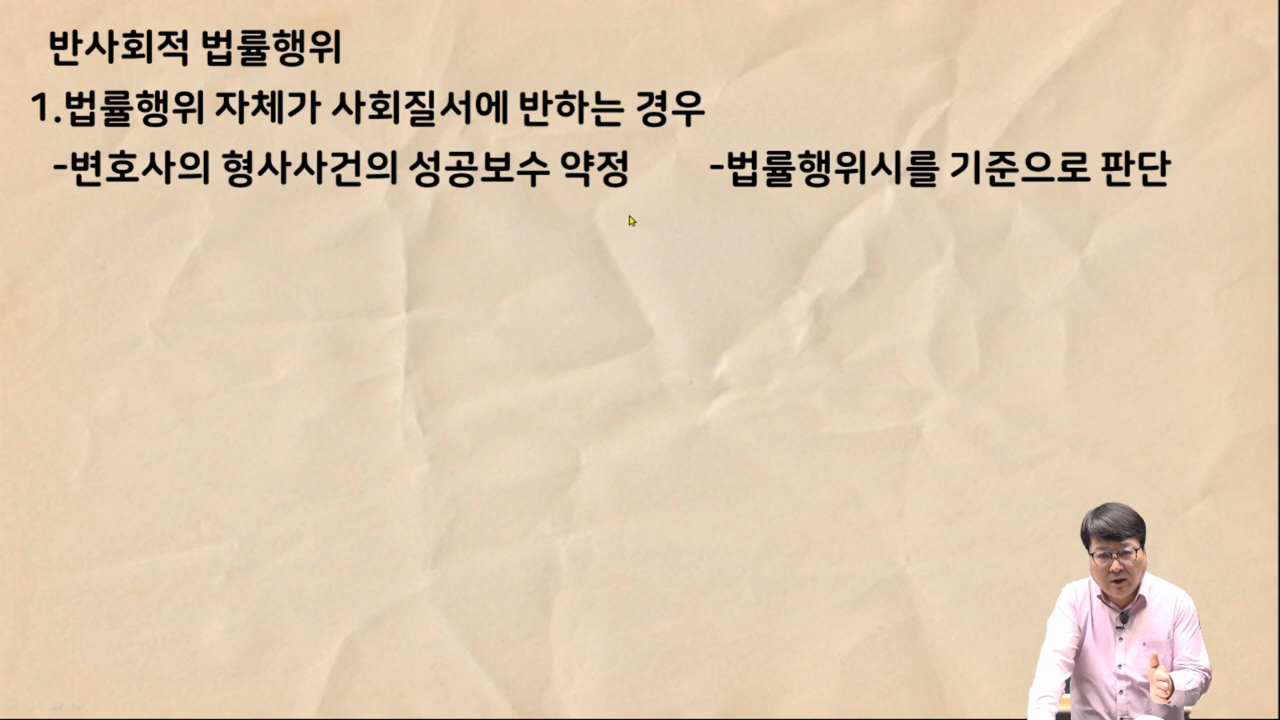 반사회적 법률행위
1.법률행위 자체가 사회질서에 반하는 경우
-변호사의 형사사건의 성공보수 약정 -법률행위시를 기준으로 판단